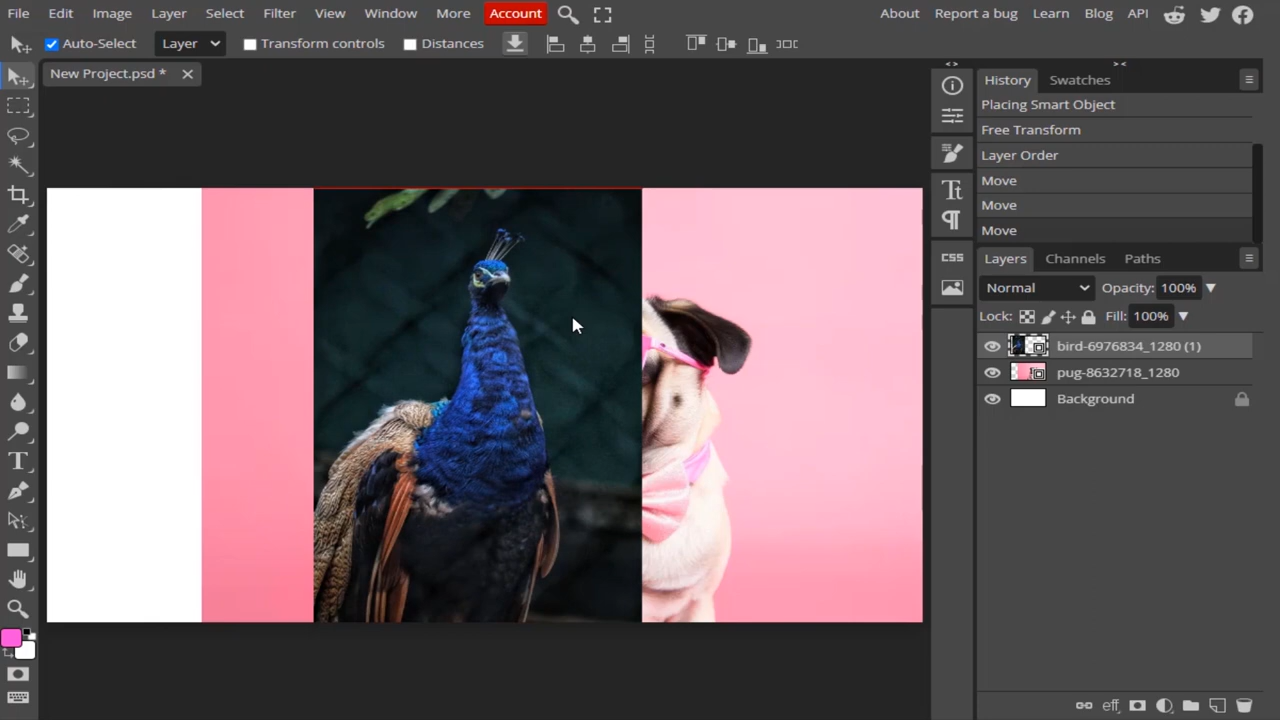 File Edit Image Layer Select Filter View Window More Account About Report a bug Learn Blog API
Auto-Select Layer Transform controls Distances
New Project.psd *
History Swatches
Placing Smart Object
Free Transform
Layer Order
Move
Move
Move
Layers Channels Paths
Normal Opacity: 100%
Lock: Fill: 100%
bird-6976834_1280 (1)
pug-8632718_1280
Background
CSS
eff